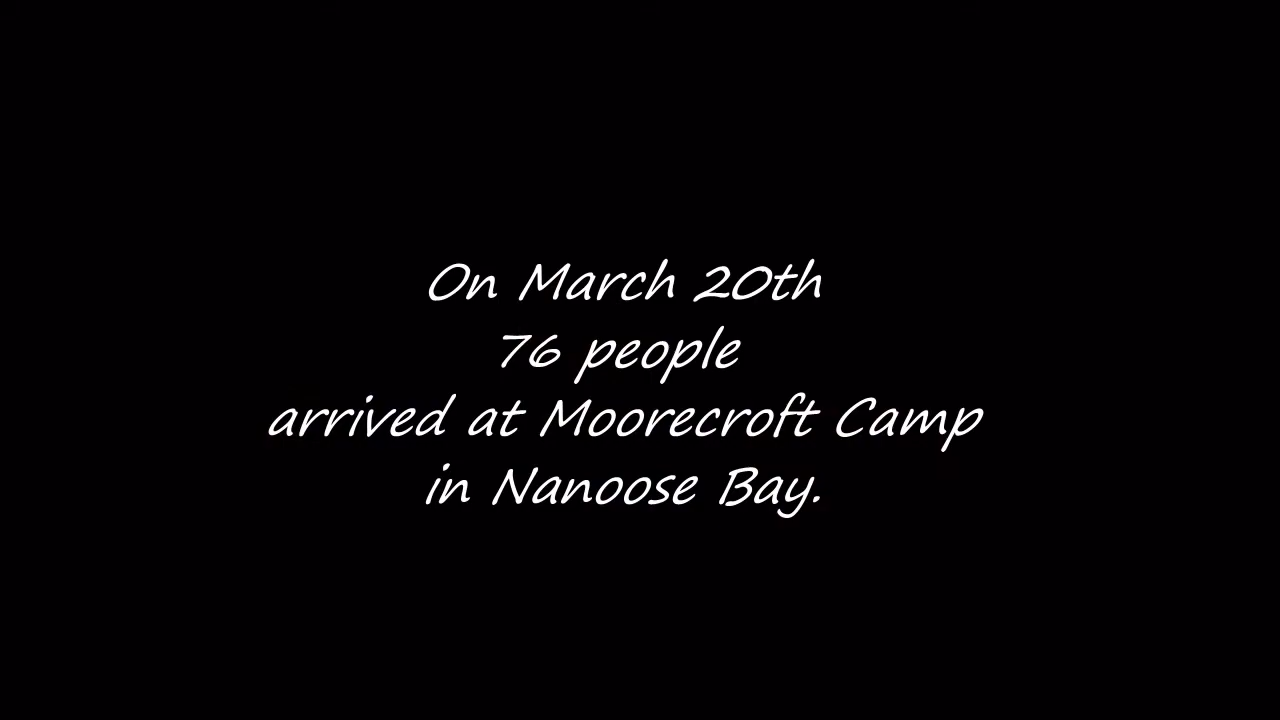 On March 20th
76 people
arrived at Moorecroft Camp
in Nanoose Bay.